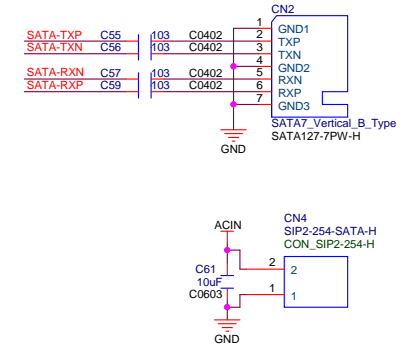 CN2
1 GND1
SATA-TXP C55 103 C0402 2 TXP
SATA-TXN C56 103 C0402 3 TXN
4 GND2
SATA-RXN C57 103 C0402 5 RXN
SATA-RXP C59 103 C0402 6 RXP
7 GND3
SATA7_Vertical_B_Type
SATA127-7PW-H
GND
ACIN
CN4
SIP2-254-SATA-H
CON_SIP2-254-H
2 2
C61
10uF
C0603
1 1
GND